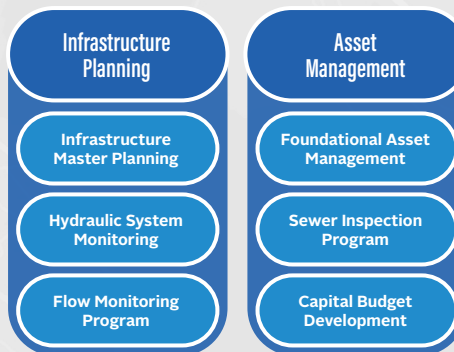 Infrastructure
Planning
Infrastructure
Master Planning
Hydraulic System
Monitoring
Flow Monitoring
Program
Asset
Management
Foundational Asset
Management
Sewer Inspection
Program
Capital Budget
Development